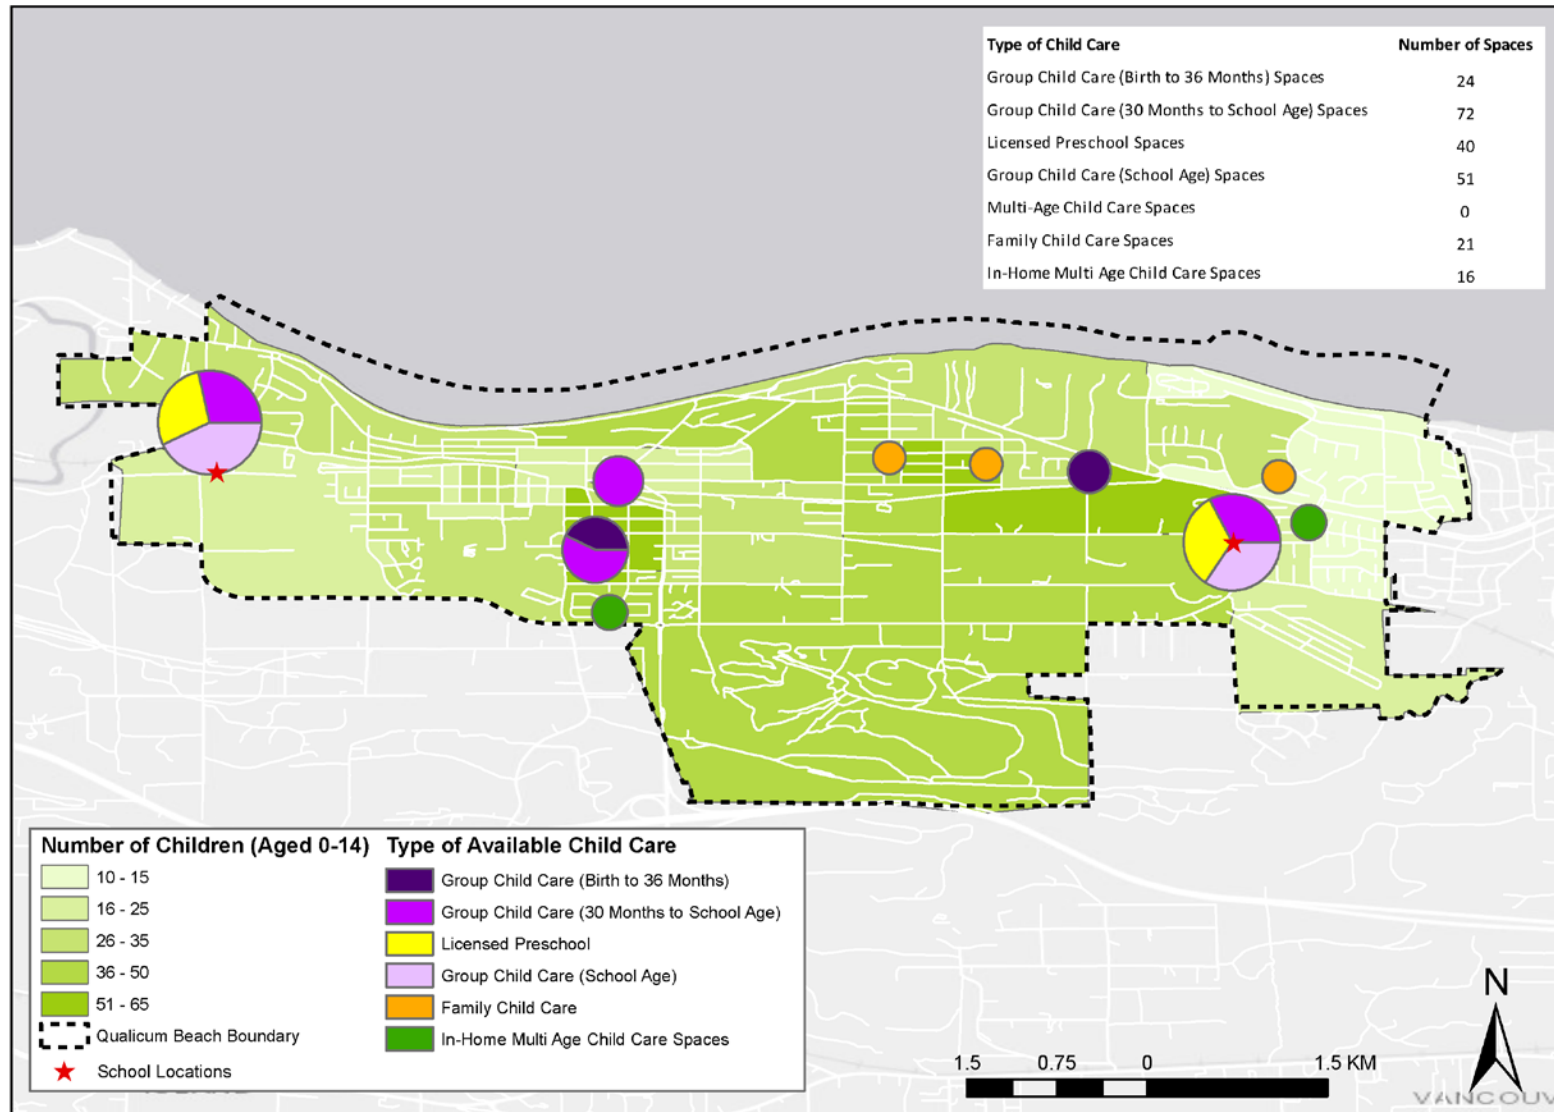 Type of Child Care Number of Spaces
Group Child Care (Birth to 36 Months) Spaces 24
Group Child Care (30 Months to School Age) Spaces 72
Licensed Preschool Spaces 40
Group Child Care (School Age) Spaces 51
Multi-Age Child Care Spaces 0
Family Child Care Spaces 21
In-Home Multi Age Child Care Spaces 16
Number of Children (Aged 0-14)
10 - 15
16 - 25
26 - 35
36 - 50
51 - 65
Qualicum Beach Boundary
School Locations
Type of Available Child Care
Group Child Care (Birth to 36 Months)
Group Child Care (30 Months to School Age)
Licensed Preschool
Group Child Care (School Age)
Family Child Care
In-Home Multi Age Child Care Spaces
N
1.5 0.75 0 1.5 KM
VANCOUV